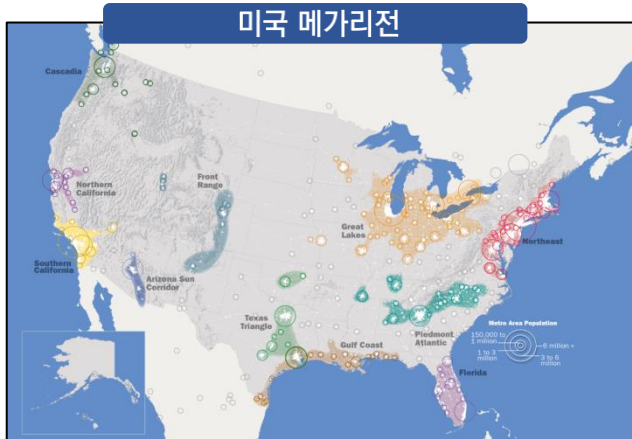 미국 메가리전
Cascadia
Northern
California
Front
Range
Great
Lakes
Northeast
Southern
California
Arizona Sun
Corridor
Texas
Triangle
Piedmont
Atlantic
Gulf Coast
Florida
Metro Area Population
150,000 to
1 million
1 to 3
million
6 million +
3 to 6
million